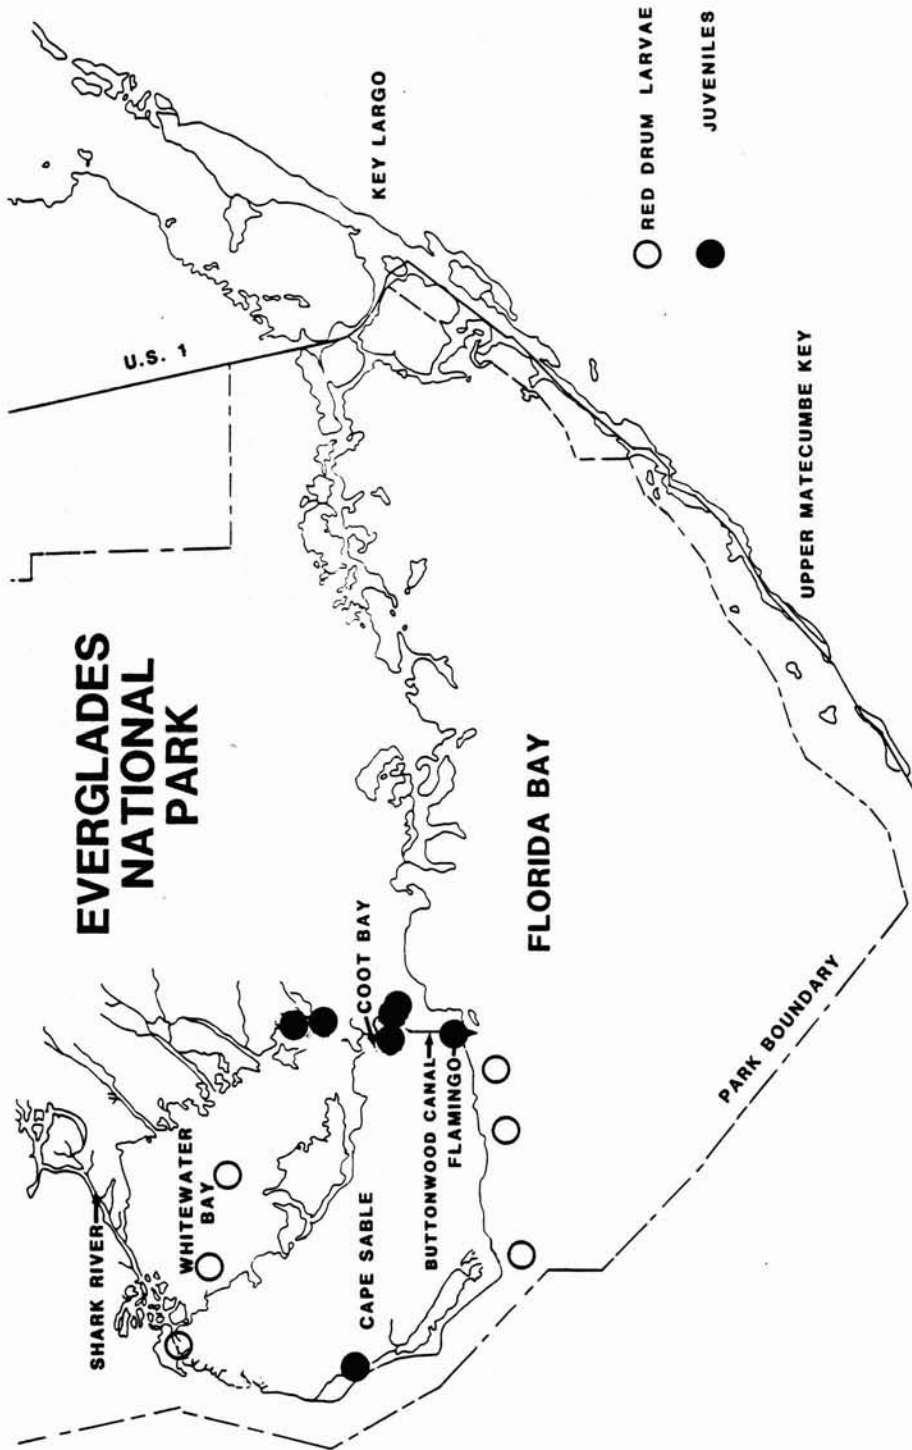 EVERGLADES
NATIONAL
PARK
U.S. 1
KEY LARGO
SHARK RIVER
WHITEWATER
BAY
COOT BAY
CAPE SABLE
BUTTONWOOD CANAL
FLAMINGO
FLORIDA BAY
UPPER MATECUMBE KEY
PARK BOUNDARY
RED DRUM LARVAE
JUVENILES